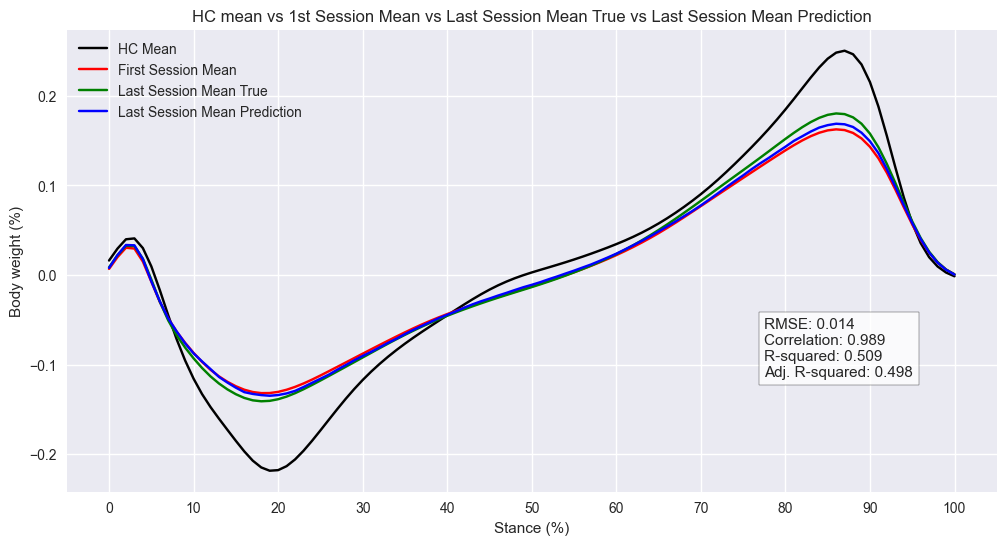 HC mean vs 1st Session Mean vs Last Session Mean True vs Last Session Mean Prediction
HC Mean
First Session Mean
Last Session Mean True
Last Session Mean Prediction
Body weight (%)
0.2
0.1
0.0
−0.1
−0.2
RMSE: 0.014
Correlation: 0.989
R-squared: 0.509
Adj. R-squared: 0.498
0 10 20 30 40 50 60 70 80 90 100
Stance (%)